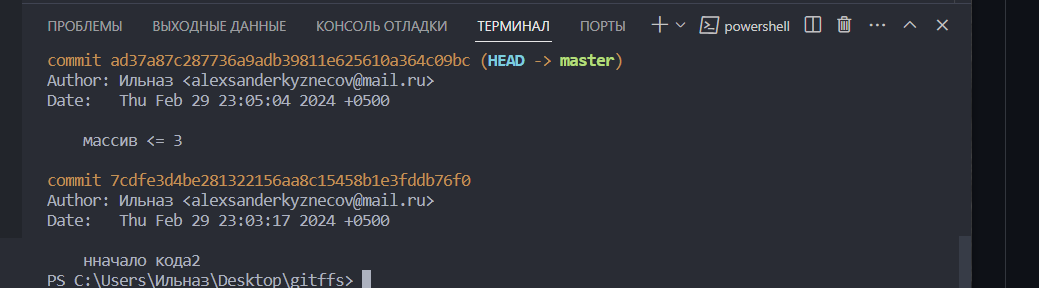 ПРОБЛЕМЫ ВЫХОДНЫЕ ДАННЫЕ КОНСОЛЬ ОТЛАДКИ ТЕРМИНАЛ ПОРТЫ powershell
commit ad37a87c287736a9adb39811e625610a364c09bc (HEAD -> master)
Author: Ильназ <alexsanderkyznecov@mail.ru>
Date:   Thu Feb 29 23:05:04 2024 +0500
массив <= 3
commit 7cdfe3d4be281322156aa8c15458b1e3fddb76f0
Author: Ильназ <alexsanderkyznecov@mail.ru>
Date:   Thu Feb 29 23:03:17 2024 +0500
нначало кода2
PS C:\Users\Ильназ\Desktop\gitffs>